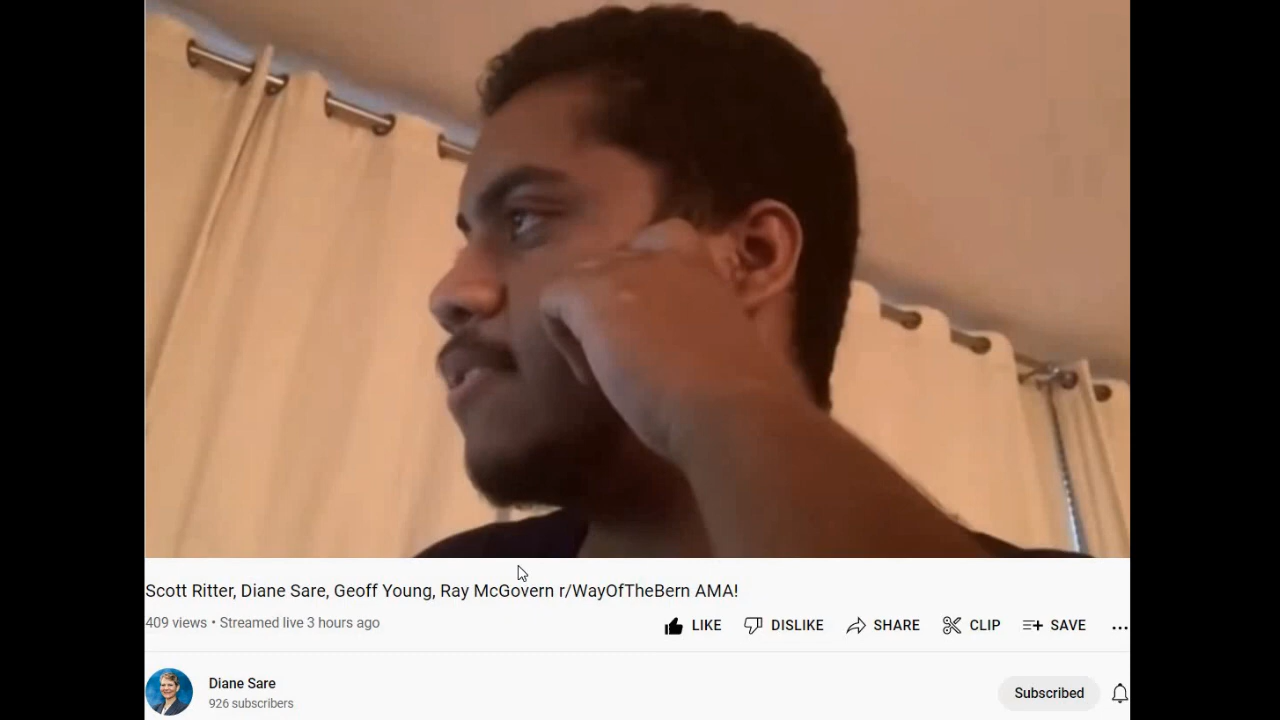 Scott Ritter, Diane Sare, Geoff Young, Ray McGovern r/WayOfTheBern AMA!
409 views • Streamed live 3 hours ago
LIKE DISLIKE SHARE CLIP SAVE ...
Diane Sare
926 subscribers
Subscribed